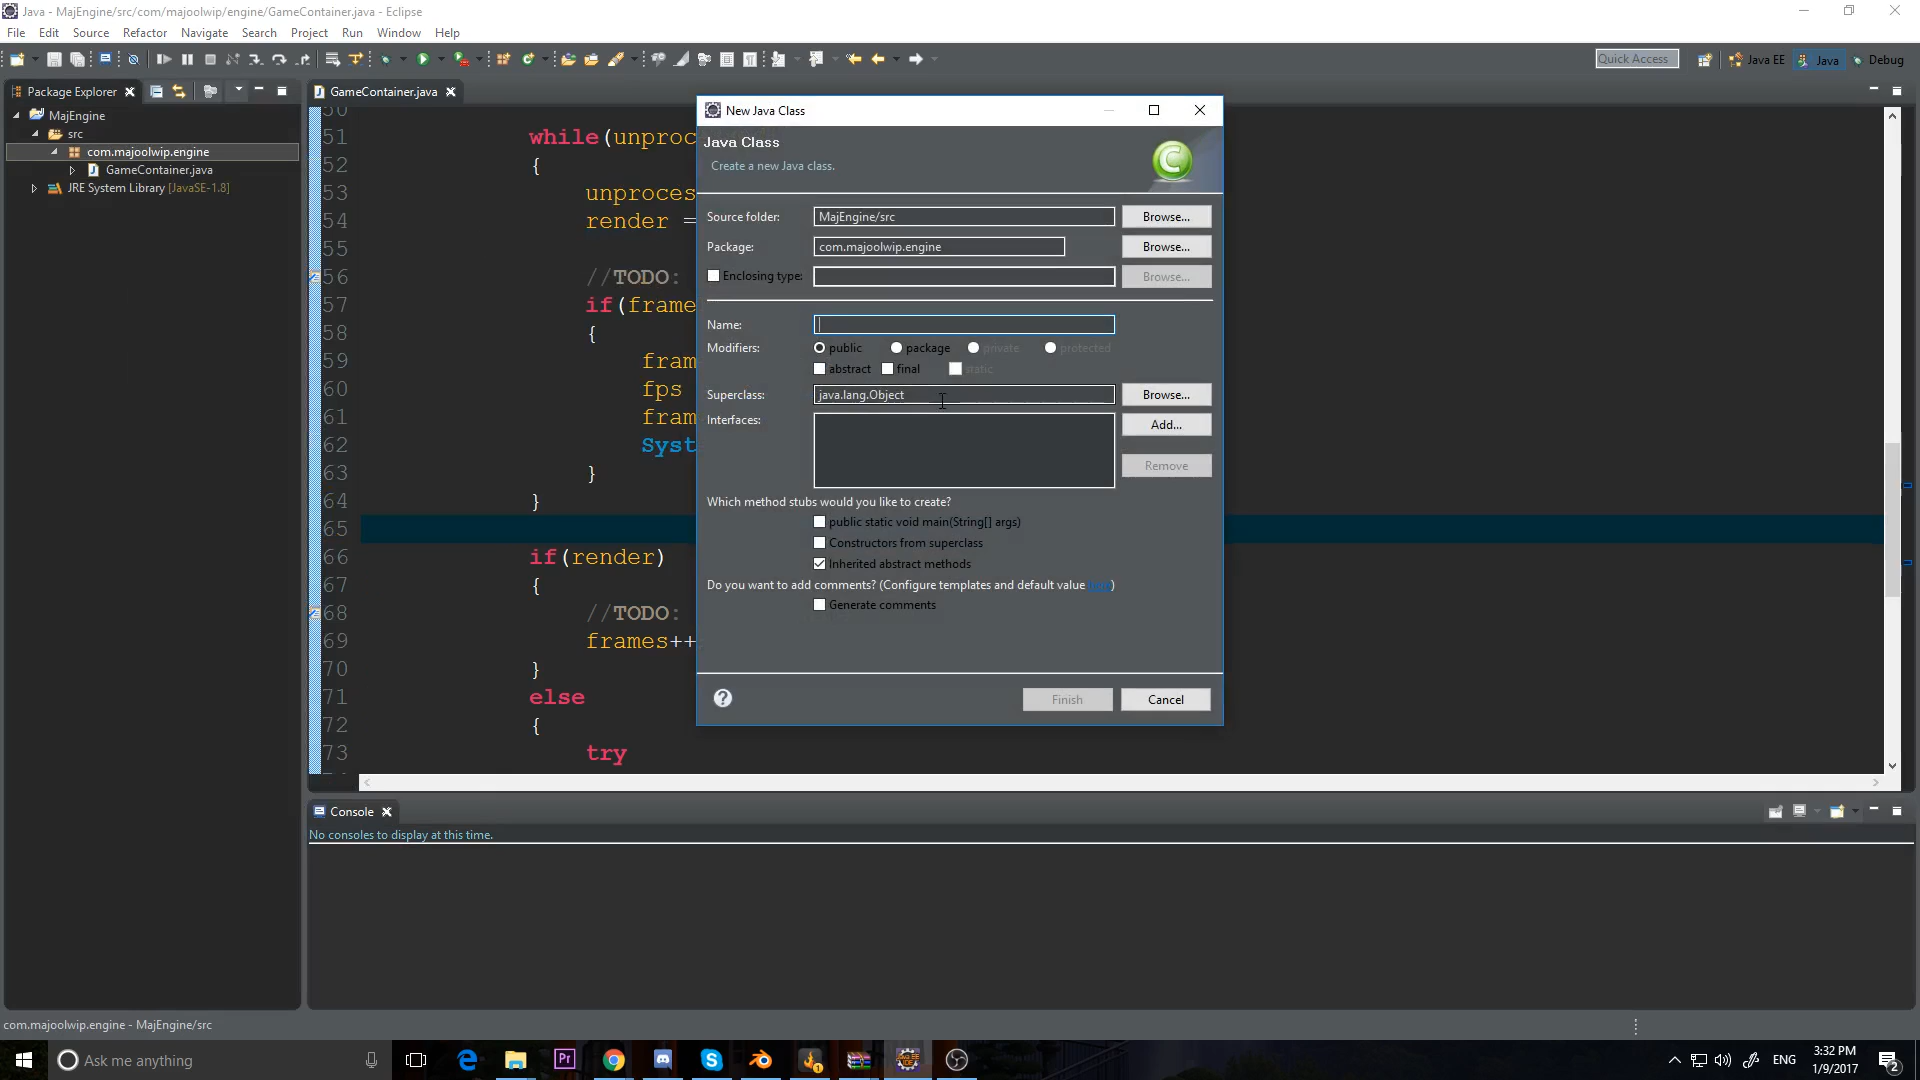 Java - MajEngine/src/com/majoolwip/engine/GameContainer.java - Eclipse
File Edit Source Refactor Navigate Search Project Run Window Help
Quick Access Java EE Java Debug
Package Explorer
MajEngine
src
com.majoolwip.engine
GameContainer.java
JRE System Library [JavaSE-1.8]
GameContainer.java
50
51 while(unproc
52 {
53 unproces
54 render =
55
56 //TODO:
57 if(frame
58 {
59 fram
60 fps
61 fram
62 Syst
63 }
64 }
65
66 if(render)
67 {
68 //TODO:
69 frames++
70 }
71 else
72 {
73 try
New Java Class
Java Class
Create a new Java class.
Source folder: MajEngine/src Browse...
Package: com.majoolwip.engine Browse...
Enclosing type: Browse...
Name:
Modifiers: public package private protected
abstract final static
Superclass: java.lang.Object Browse...
Interfaces: Add...
Remove
Which method stubs would you like to create?
public static void main(String[] args)
Constructors from superclass
Inherited abstract methods
Do you want to add comments? (Configure templates and default value here)
Generate comments
Finish Cancel
Console
No consoles to display at this time.
com.majoolwip.engine - MajEngine/src
Ask me anything
ENG
3:32 PM
1/9/2017